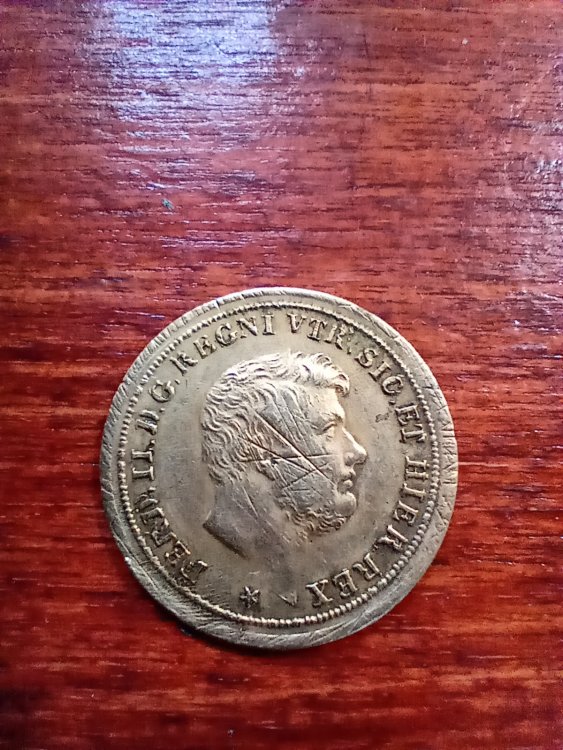 FERD. II. D. G. REGNI VTR. SIC. ET HIER. REX